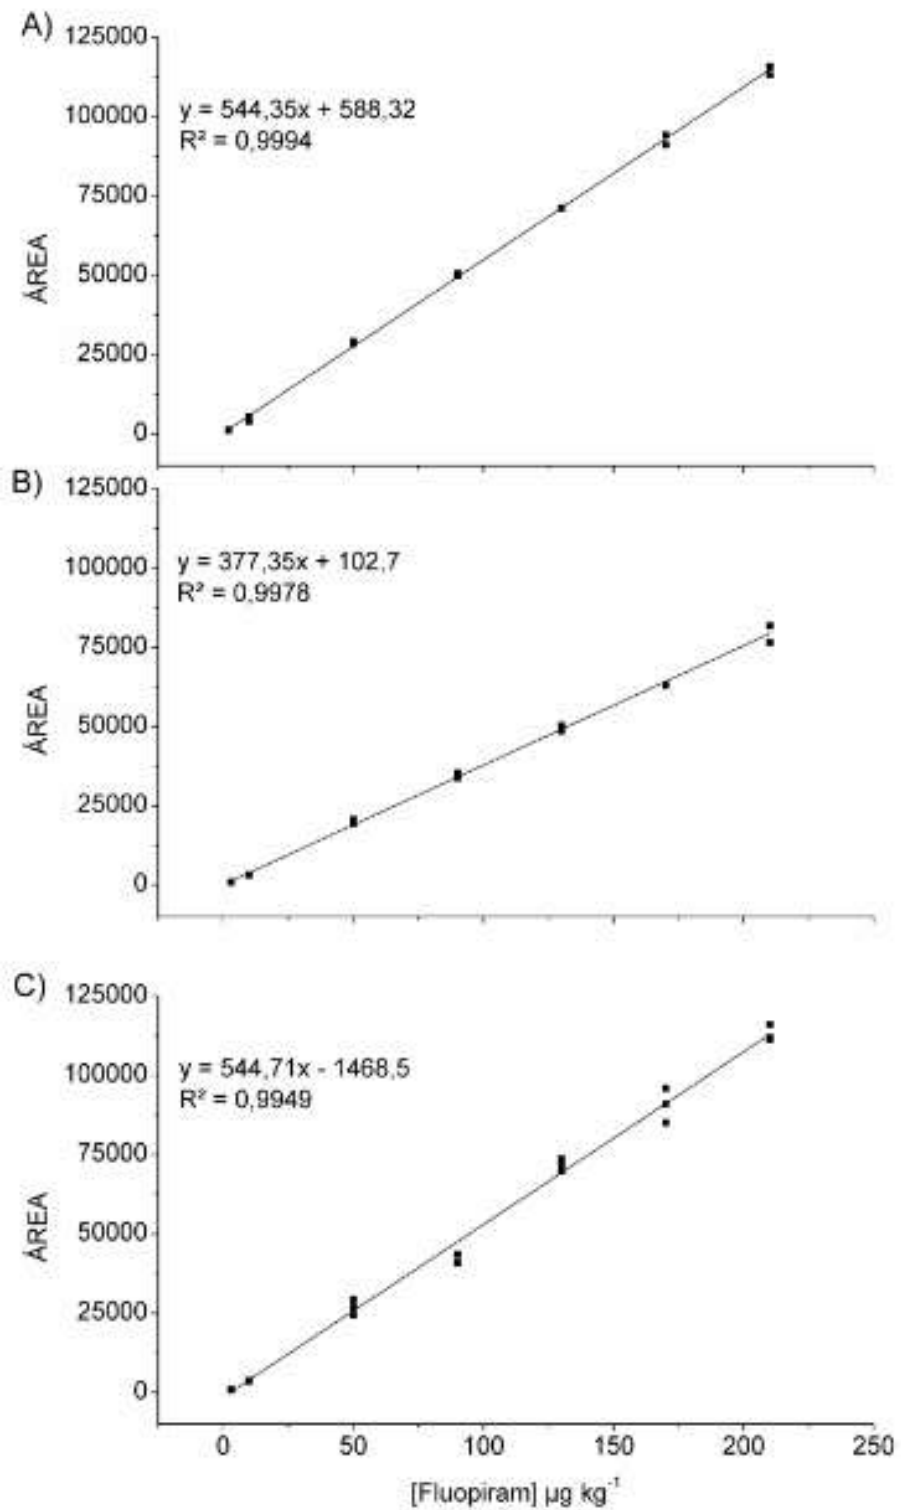 A)
125000
100000
75000
50000
25000
0
ÁREA
y = 544,35x + 588,32
R² = 0,9994
B)
125000
100000
75000
50000
25000
0
ÁREA
y = 377,35x + 102,7
R² = 0,9978
C)
125000
100000
75000
50000
25000
0
ÁREA
y = 544,71x - 1468,5
R² = 0,9949
0 50 100 150 200 250
[Fluopiram] µg kg⁻¹